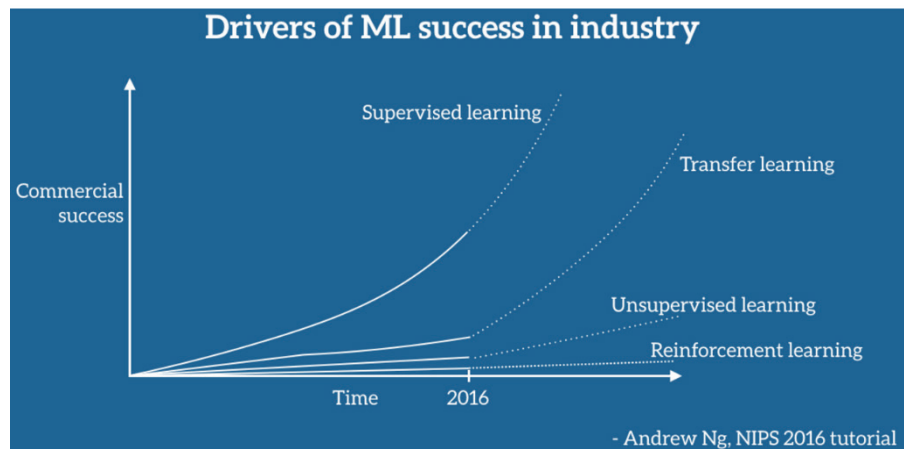 Drivers of ML success in industry
Supervised learning
Transfer learning
Commercial
success
Unsupervised learning
Reinforcement learning
Time
2016
- Andrew Ng, NIPS 2016 tutorial